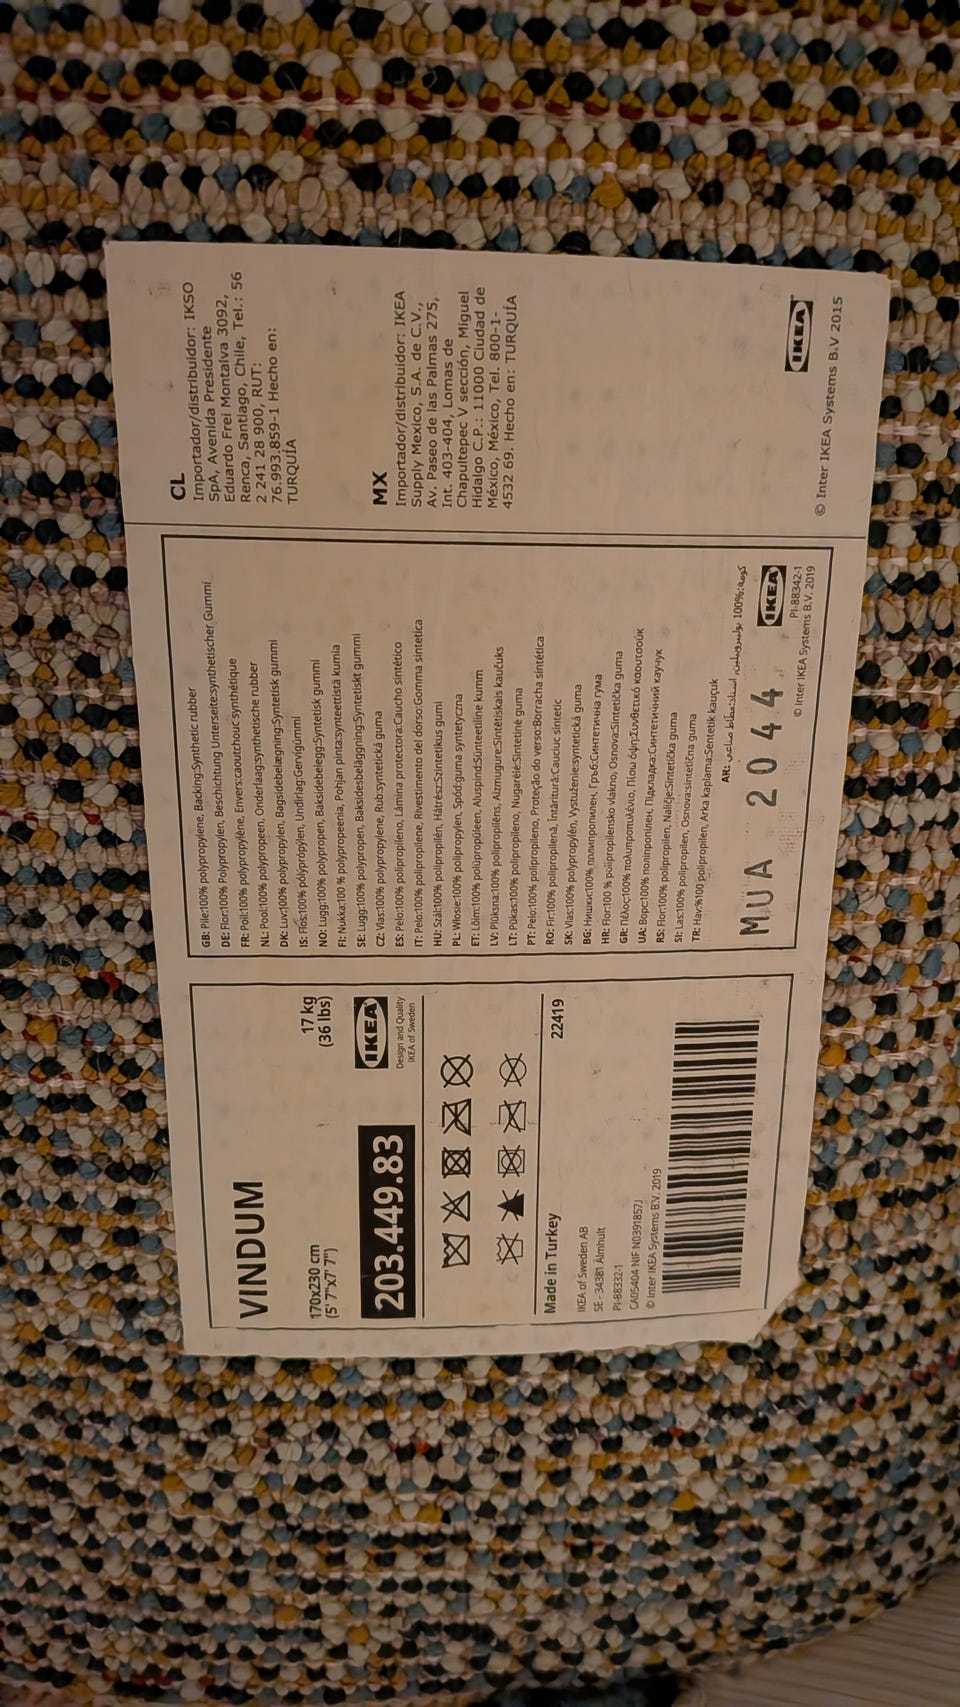 VINDUM
170x230 cm
(5' 7"x7' 7")
17 kg
(36 lbs)
203.449.83
IKEA
Design and Quality
IKEA of Sweden
Made in Turkey
22419
IKEA of Sweden AB
SE - 34381 Älmhult
PI-88332-1
CA05404 NIF N0391857J
© Inter IKEA Systems B.V. 2019
GB: Pile:100% polypropylene, Backing:Synthetic rubber
DE: Flor:100% Polypropylen, Beschichtung Unterseite:synthetischer Gummi
FR: Poil:100% polypropylène, Envers:caoutchouc synthétique
NL: Pool:100% polypropeen, Onderlaag:synthetische rubber
DK: Luv:100% polypropylen, Bagsidebelægning:Syntetisk gummi
IS: Flos:100% pólýprópýlen, Undirlag:Gervigúmmí
NO: Lugg:100% polypropen, Baksidebelegg:Syntetisk gummi
FI: Nukka:100 % polypropeenia, Pohjan pinta:synteettistä kumia
SE: Lugg:100% polypropen, Baksidesbeläggning:Syntetiskt gummi
CZ: Vlas:100% polypropylene, Rub:syntetická guma
ES: Pelo:100% polipropileno, Lámina protectora:Caucho sintético
IT: Pelo:100% polipropilene, Rivestimento del dorso:Gomma sintetica
HU: Szál:100% polipropilén, Hátrész:Szintetikus gumi
PL: Włosie:100% polipropylen, Spód:guma syntetyczna
ET: Lõim:100% polüpropüleen, Aluspind:Sünteetiline kumm
LV: Plūksna:100% polipropilēns, Aizmugure:Sintētiskais kaučuks
LT: Pūkas:100% polipropileno, Nugarėlė:Sintetinė guma
PT: Pelo:100% polipropileno, Proteção do verso:Borracha sintética
RO: Fir:100% polipropilenă, Întăritură:Cauciuc sintetic
SK: Vlas:100% polypropylén, Vystuženie:syntetická guma
BG: Нишки:100% полипропилен, Гръб:Синтетична гума
HR: Flor:100 % polipropilensko vlakno, Osnova:Sintetička guma
GR: Πέλος:100% πολυπροπυλένιο, Πίσω όψη:Συνθετικό καουτσούκ
UA: Ворс:100% поліпропілен, Підкладка:Синтетичний каучук
RS: Flor:100% polipropilen, Naličje:Sintetička guma
SI: Las:100% polipropilen, Osnova:sintetična guma
TR: Hav:%100 polipropilen, Arka kaplama:Sentetik kauçuk
AR: كومة:100% بوليبروبيلين, إسناد:مطاط صناعي
MUA 2044
IKEA
PI-88342-1
© Inter IKEA Systems B.V. 2019
CL
Importador/distribuidor: IKSO
SpA, Avenida Presidente
Eduardo Frei Montalva 3092,
Renca, Santiago, Chile, Tel.: 56
2 241 28 900, RUT:
76.993.859-1 Hecho en:
TURQUÍA
MX
Importador/distribuidor: IKEA
Supply Mexico, S.A. de C.V.,
Av. Paseo de las Palmas 275,
Int. 403-404, Lomas de
Chapultepec V sección, Miguel
Hidalgo C.P.: 11000 Ciudad de
México, México, Tel. 800-1-
4532 69. Hecho en: TURQUÍA
IKEA
© Inter IKEA Systems B.V 2015